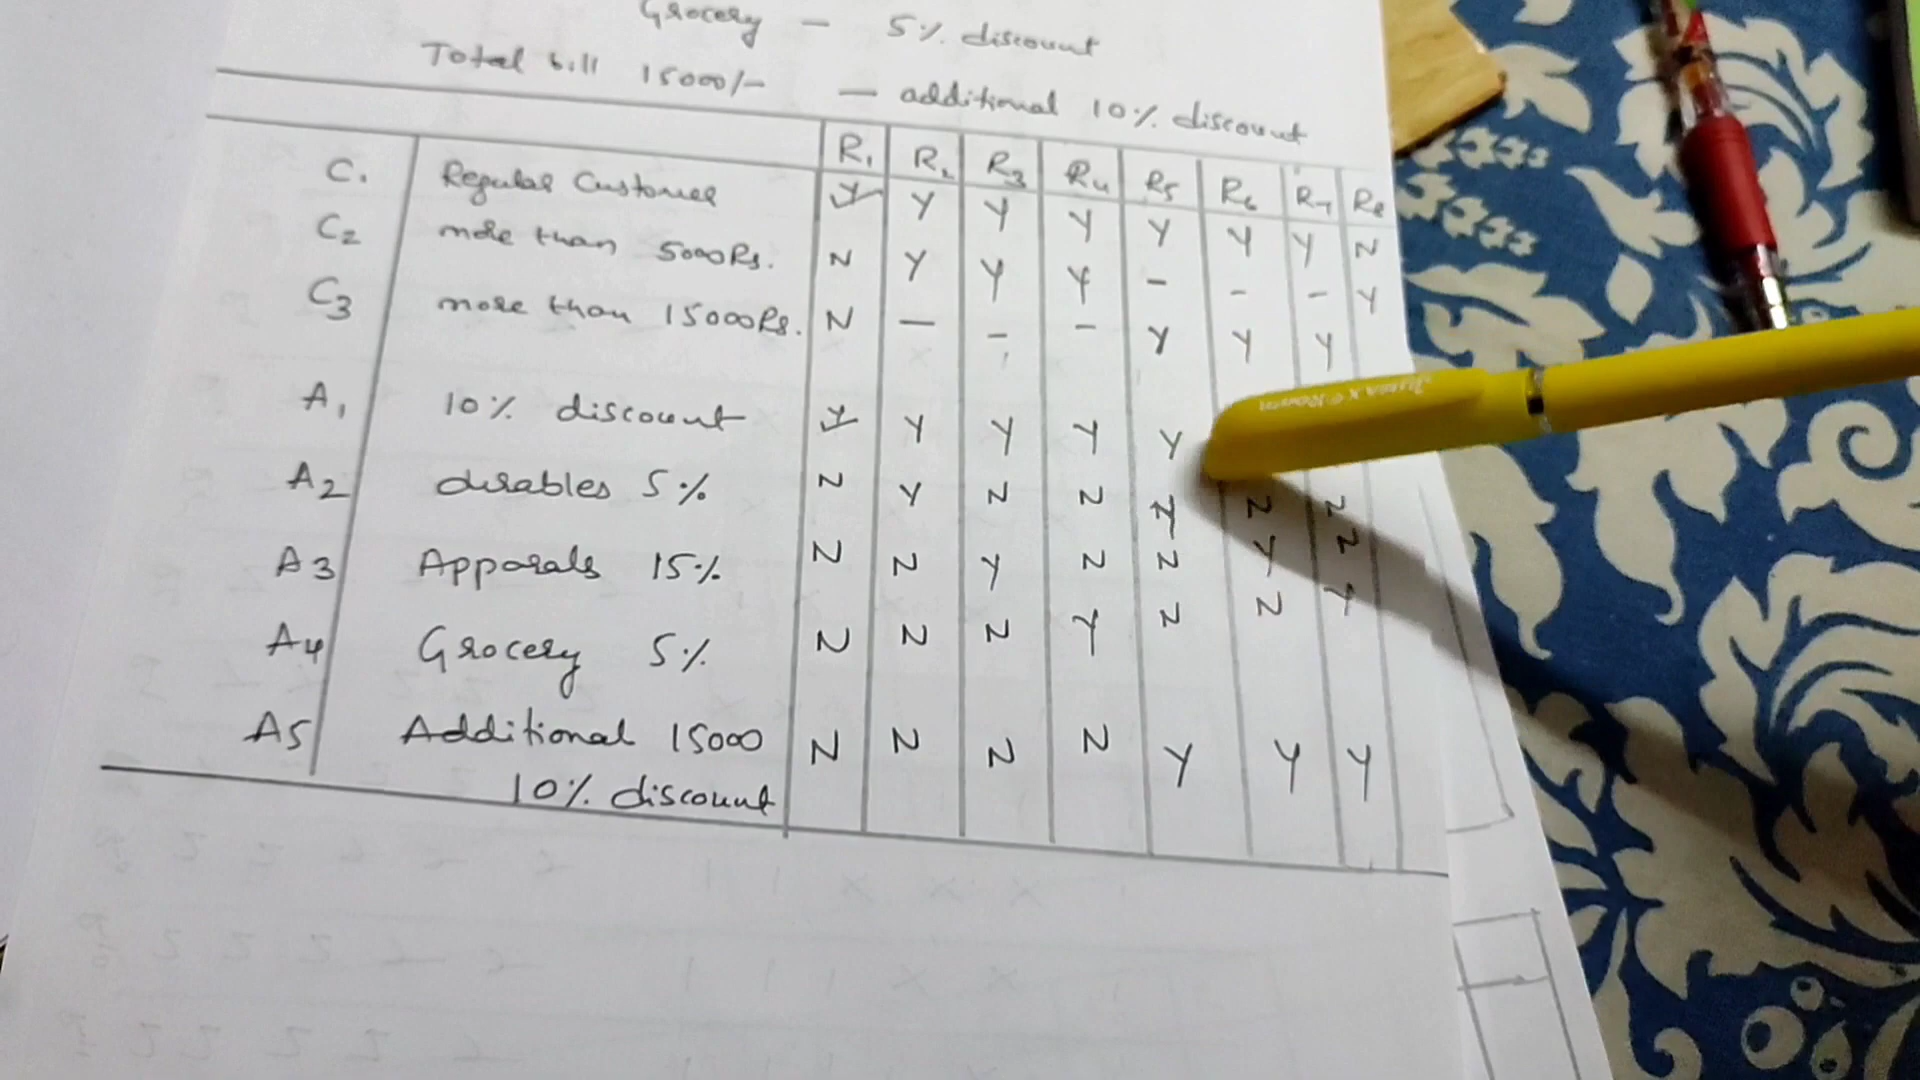 Grocery - 5% discount
Total bill 15000/- - additional 10% discount
R1 R2 R3 R4 R5 R6 R7 R8
C1 Regular Customer Y Y Y Y Y Y Y N
C2 more than 5000Rs. N Y Y Y - - - Y
C3 more than 15000Rs. N - - - Y Y Y
A1 10% discount Y Y Y Y Y
A2 durables 5% N Y N N N N
A3 Apparals 15% N N Y N N Y N
A4 Grocery 5% N N N Y N N Y
A5 Additional 15000 N N N N Y Y Y
10% discount